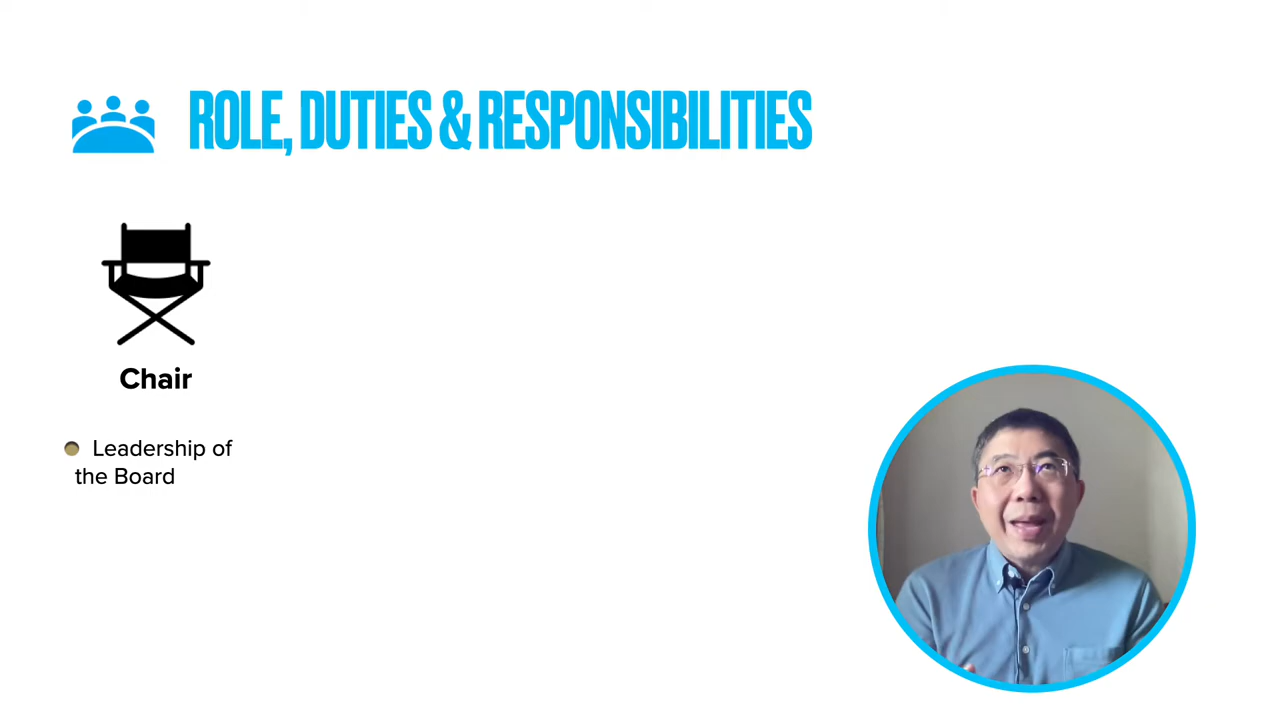 ROLE, DUTIES & RESPONSIBILITIES
Chair
Leadership of
the Board